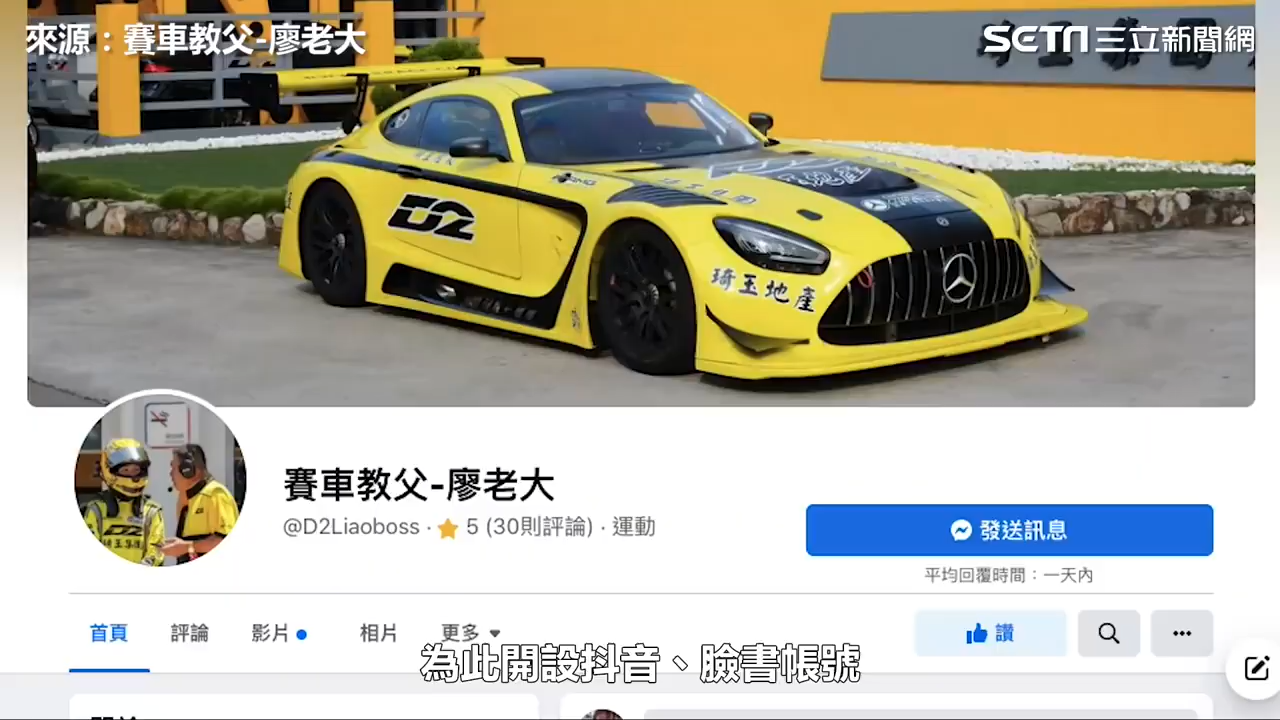 來源：賽車教父-廖老大
SETN三立新聞網
D2
AMG
琦玉地產
賽車教父-廖老大
@D2Liaoboss · 5 (30則評論) · 運動
發送訊息
平均回覆時間：一天內
首頁 評論 影片 相片 更多
讚
為此開設抖音、臉書帳號